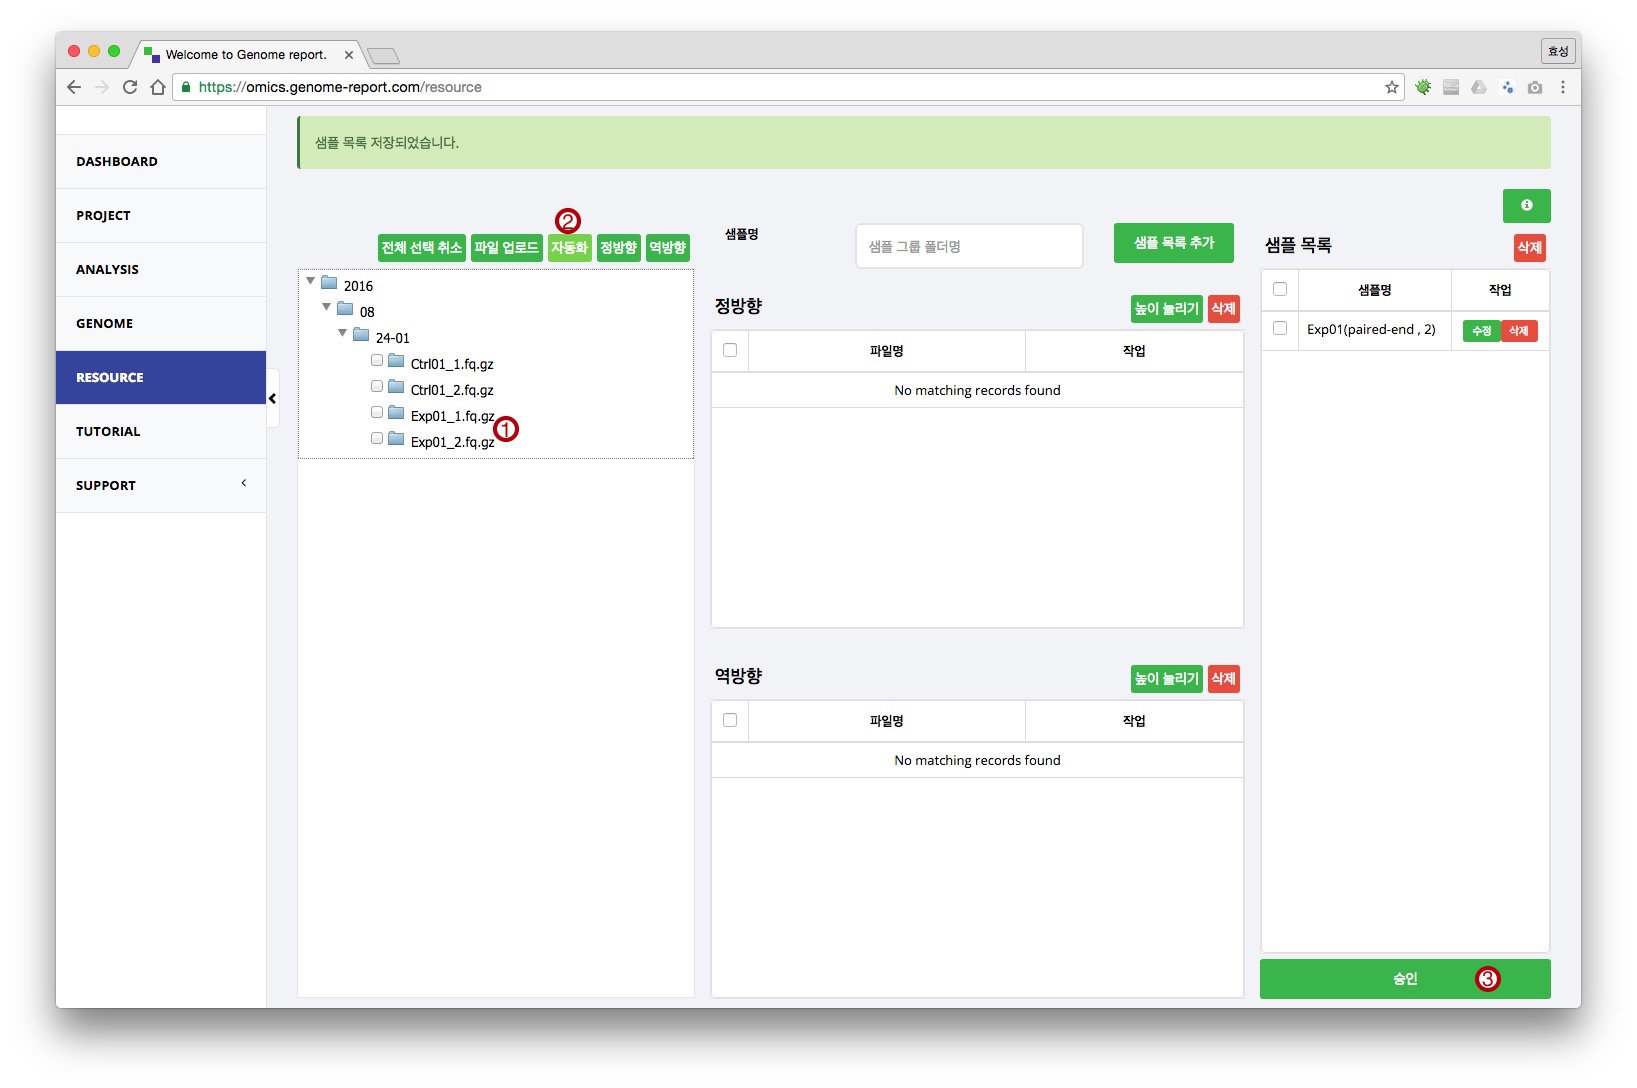 Welcome to Genome report.
효성
https://omics.genome-report.com/resource
DASHBOARD
PROJECT
ANALYSIS
GENOME
RESOURCE
TUTORIAL
SUPPORT
샘플 목록 저장되었습니다.
②
전체 선택 취소 파일 업로드 자동화 정방향 역방향
2016
08
24-01
Ctrl01_1.fq.gz
Ctrl01_2.fq.gz
Exp01_1.fq.gz
Exp01_2.fq.gz
①
샘플명 샘플 그룹 폴더명 샘플 목록 추가
정방향 높이 늘리기 삭제
파일명 작업
No matching records found
역방향 높이 늘리기 삭제
파일명 작업
No matching records found
샘플 목록 삭제
샘플명 작업
Exp01(paired-end , 2) 수정 삭제
승인 ③